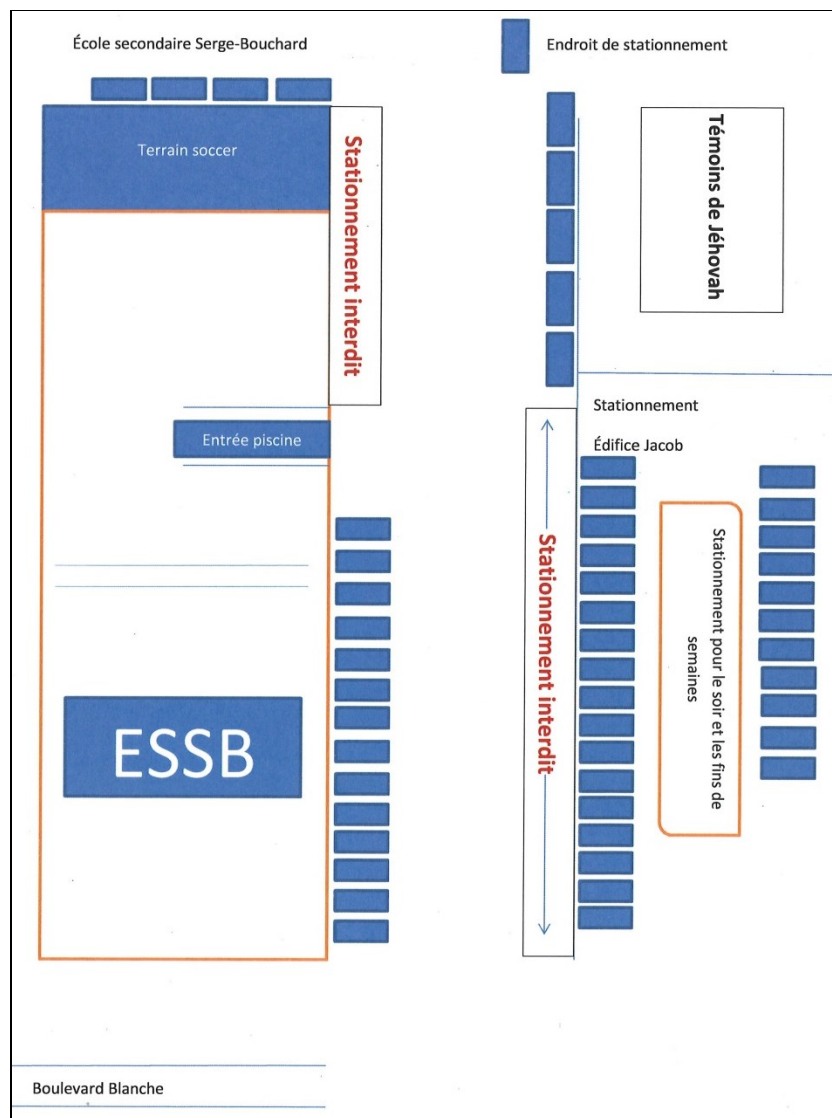 École secondaire Serge-Bouchard
Endroit de stationnement
Terrain soccer
Stationnement interdit
Témoins de Jéhovah
Entrée piscine
Stationnement
Édifice Jacob
Stationnement interdit
Stationnement pour le soir et les fins de
semaines
ESSB
Boulevard Blanche